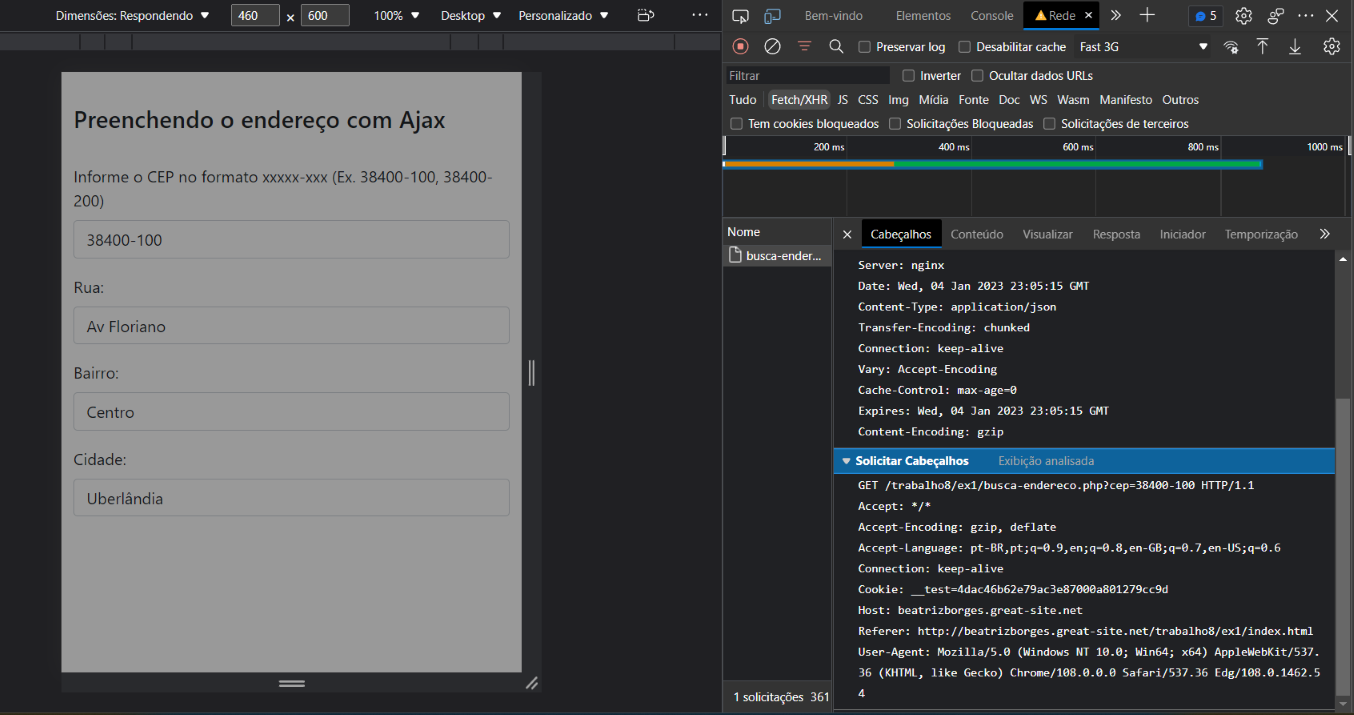 Dimensões: Respondendo ▼ 460 × 600 100% ▼ Desktop ▼ Personalizado ▼
Preenchendo o endereço com Ajax
Informe o CEP no formato xxxxx-xxx (Ex. 38400-100, 38400-
200)
38400-100
Rua:
Av Floriano
Bairro:
Centro
Cidade:
Uberlândia
Bem-vindo Elementos Console Rede 5
Preservar log Desabilitar cache Fast 3G
Filtrar Inverter Ocultar dados URLs
Tudo Fetch/XHR JS CSS Img Mídia Fonte Doc WS Wasm Manifesto Outros
Tem cookies bloqueados Solicitações Bloqueadas Solicitações de terceiros
200 ms 400 ms 600 ms 800 ms 1000 ms
Nome
busca-ender...
1 solicitações 361
Cabeçalhos Conteúdo Visualizar Resposta Iniciador Temporização
Server: nginx
Date: Wed, 04 Jan 2023 23:05:15 GMT
Content-Type: application/json
Transfer-Encoding: chunked
Connection: keep-alive
Vary: Accept-Encoding
Cache-Control: max-age=0
Expires: Wed, 04 Jan 2023 23:05:15 GMT
Content-Encoding: gzip
Solicitar Cabeçalhos Exibição analisada
GET /trabalho8/ex1/busca-endereco.php?cep=38400-100 HTTP/1.1
Accept: */*
Accept-Encoding: gzip, deflate
Accept-Language: pt-BR,pt;q=0.9,en;q=0.8,en-GB;q=0.7,en-US;q=0.6
Connection: keep-alive
Cookie: __test=4dac46b62e79ac3e87000a801279cc9d
Host: beatrizborges.great-site.net
Referer: http://beatrizborges.great-site.net/trabalho8/ex1/index.html
User-Agent: Mozilla/5.0 (Windows NT 10.0; Win64; x64) AppleWebKit/537.
36 (KHTML, like Gecko) Chrome/108.0.0.0 Safari/537.36 Edg/108.0.1462.5
4